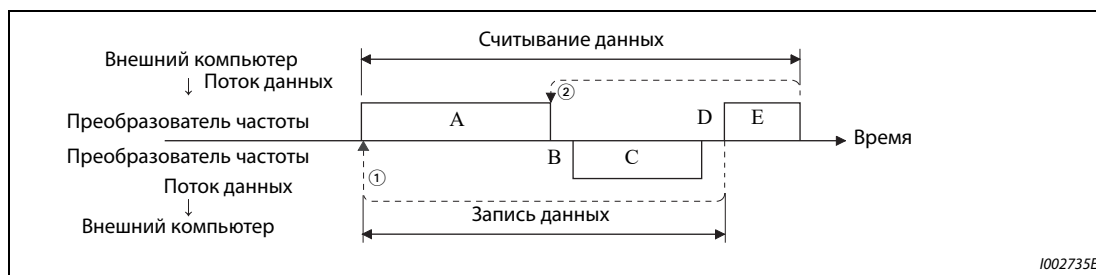 Считывание данных
Внешний компьютер
↓ Поток данных
②
Преобразователь частоты
A
D
E
Время
Преобразователь частоты
B
C
①
Поток данных
↓
Внешний компьютер
Запись данных
I002735E